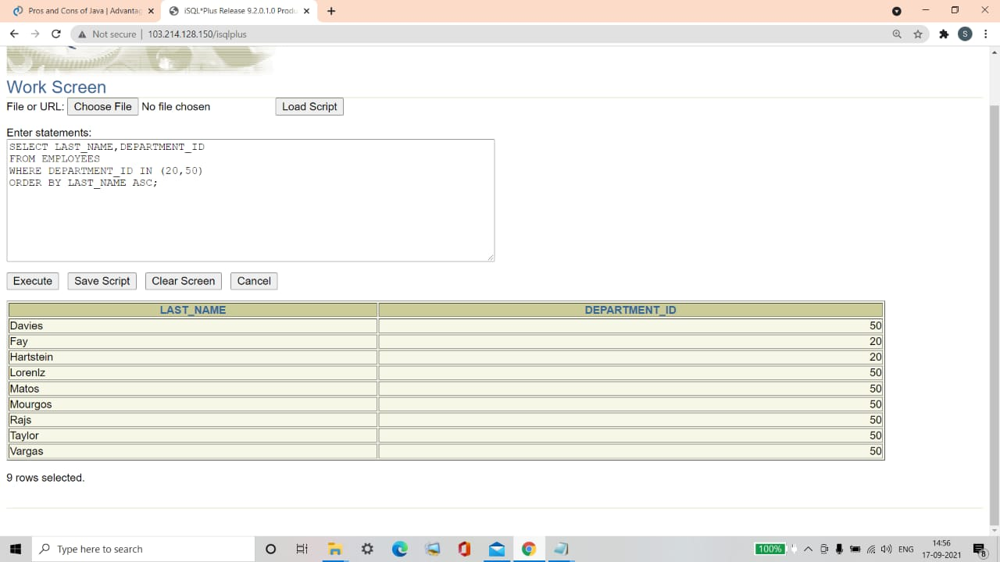 Pros and Cons of Java | Advantag
iSQL*Plus Release 9.2.0.1.0 Produ
Not secure | 103.214.128.150/isqlplus
S
Work Screen
File or URL: Choose File No file chosen Load Script
Enter statements:
SELECT LAST_NAME,DEPARTMENT_ID
FROM EMPLOYEES
WHERE DEPARTMENT_ID IN (20,50)
ORDER BY LAST_NAME ASC;
Execute Save Script Clear Screen Cancel
LAST_NAME DEPARTMENT_ID
Davies 50
Fay 20
Hartstein 20
Lorenlz 50
Matos 50
Mourgos 50
Rajs 50
Taylor 50
Vargas 50
9 rows selected.
Type here to search
100%
ENG
14:56
17-09-2021
8